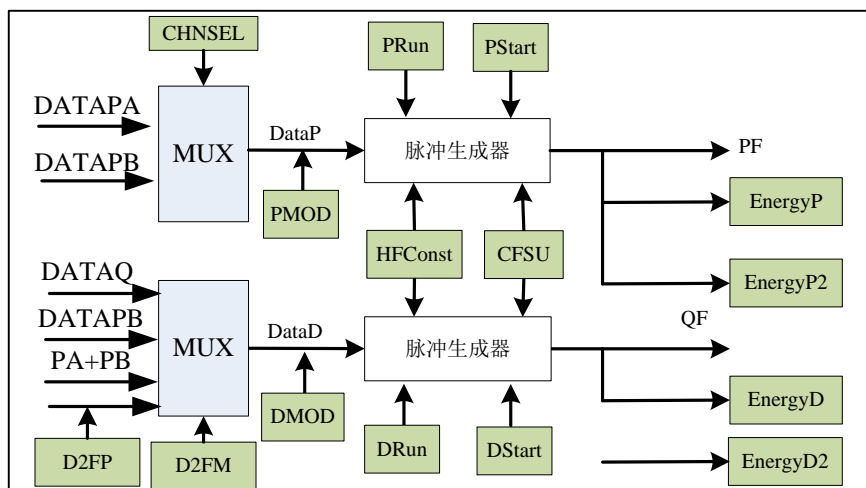 CHNSEL
PRun
PStart
DATAPA
DATAPB
MUX
DataP
脉冲生成器
PF
PMOD
EnergyP
HFConst
CFSU
EnergyP2
DATAQ
DATAPB
PA+PB
MUX
DataD
脉冲生成器
QF
DMOD
EnergyD
D2FP
D2FM
DRun
DStart
EnergyD2